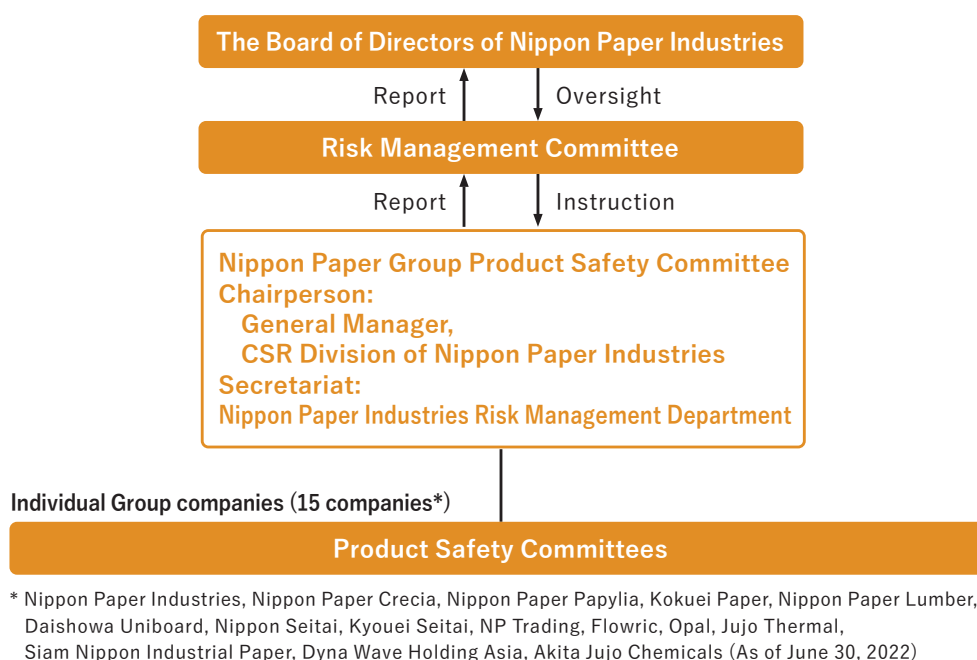 The Board of Directors of Nippon Paper Industries
Report
Oversight
Risk Management Committee
Report
Instruction
Nippon Paper Group Product Safety Committee
Chairperson:
General Manager,
CSR Division of Nippon Paper Industries
Secretariat:
Nippon Paper Industries Risk Management Department
Individual Group companies (15 companies*)
Product Safety Committees
* Nippon Paper Industries, Nippon Paper Crecia, Nippon Paper Papylia, Kokuei Paper, Nippon Paper Lumber,
Daishowa Uniboard, Nippon Seitai, Kyouei Seitai, NP Trading, Flowric, Opal, Jujo Thermal,
Siam Nippon Industrial Paper, Dyna Wave Holding Asia, Akita Jujo Chemicals (As of June 30, 2022)